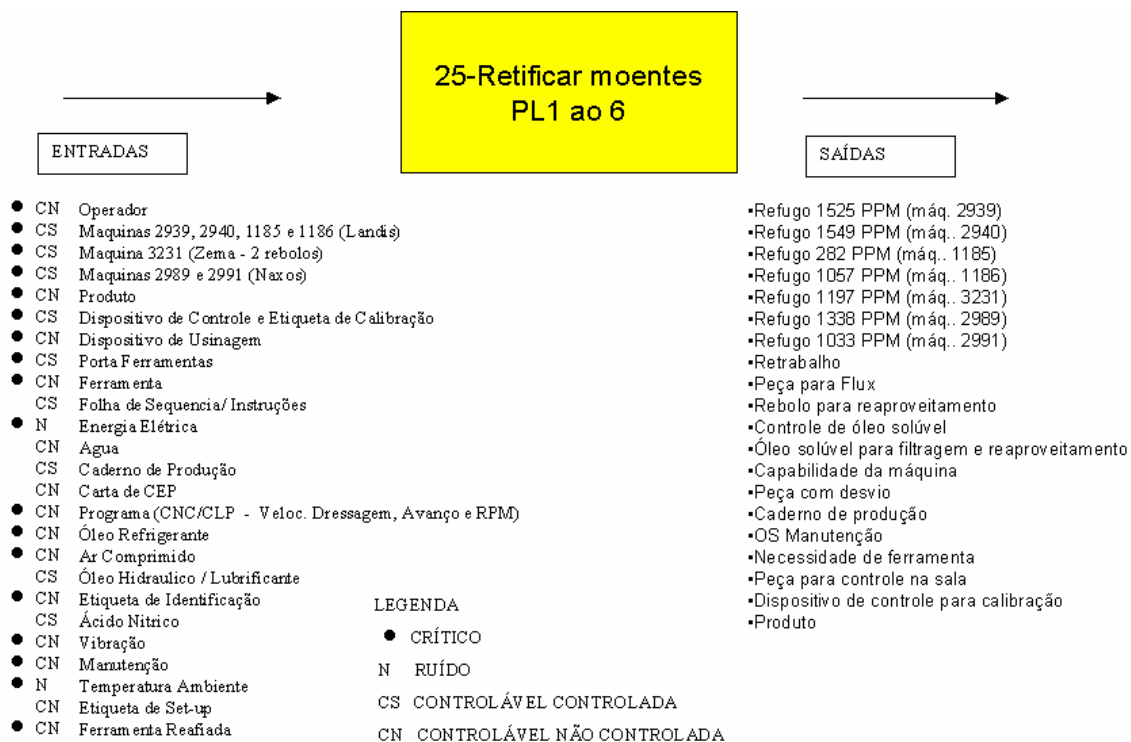 25-Retificar moentes
PL1 ao 6
ENTRADAS
SAÍDAS
● CN Operador
● CS Maquinas 2939, 2940, 1185 e 1186 (Landis)
● CS Maquina 3231 (Zema - 2 rebolos)
● CS Maquinas 2989 e 2991 (Naxos)
● CN Produto
● CS Dispositivo de Controle e Etiqueta de Calibração
● CN Dispositivo de Usinagem
● CS Porta Ferramentas
● CN Ferramenta
CS Folha de Sequencia/ Instruções
● N Energia Elétrica
CN Agua
CS Caderno de Produção
CN Carta de CEP
● CN Programa (CNC/CLP - Veloc. Dressagem, Avanço e RPM)
● CN Óleo Refrigerante
● CN Ar Comprimido
CS Óleo Hidraulico / Lubrificante
● CN Etiqueta de Identificação
CS Ácido Nitrico
● CN Vibração
● CN Manutenção
● N Temperatura Ambiente
CN Etiqueta de Set-up
● CN Ferramenta Reafiada
LEGENDA
● CRÍTICO
N RUÍDO
CS CONTROLÁVEL CONTROLADA
CN CONTROLÁVEL NÃO CONTROLADA
▪Refugo 1525 PPM (máq. 2939)
▪Refugo 1549 PPM (máq.. 2940)
▪Refugo 282 PPM (máq.. 1185)
▪Refugo 1057 PPM (máq.. 1186)
▪Refugo 1197 PPM (máq.. 3231)
▪Refugo 1338 PPM (máq.. 2989)
▪Refugo 1033 PPM (máq.. 2991)
▪Retrabalho
▪Peça para Flux
▪Rebolo para reaproveitamento
▪Controle de óleo solúvel
▪Óleo solúvel para filtragem e reaproveitamento
▪Capabilidade da máquina
▪Peça com desvio
▪Caderno de produção
▪OS Manutenção
▪Necessidade de ferramenta
▪Peça para controle na sala
▪Dispositivo de controle para calibração
▪Produto